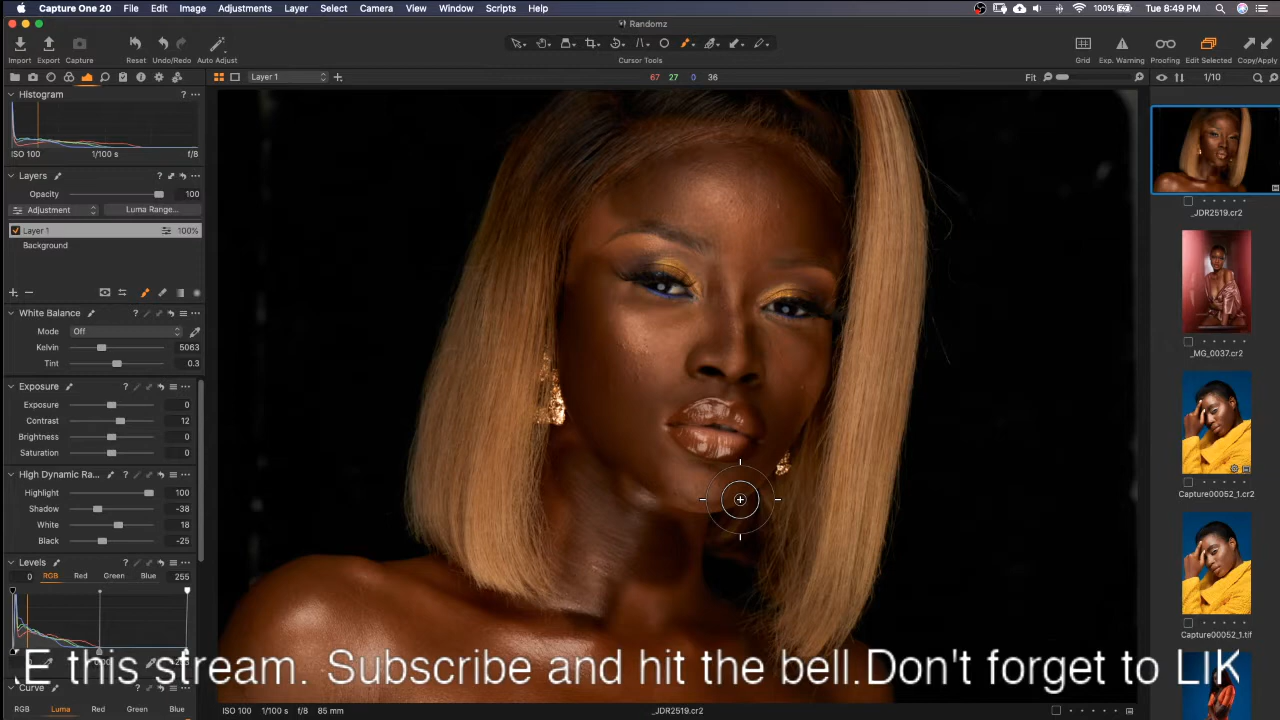 Capture One 20 File Edit Image Adjustments Layer Select Camera View Window Scripts Help 100% Tue 8:49 PM
Randomz
Import Export Capture Reset Undo/Redo Auto Adjust Cursor Tools Grid Exp. Warning Proofing Edit Selected Copy/Apply
Layer 1 67 27 0 36 Fit 1/10
Histogram
ISO 100 1/100 s f/8
Layers
Opacity 100
Adjustment Luma Range...
Layer 1 100%
Background
White Balance
Mode Off
Kelvin 5063
Tint 0.3
Exposure
Exposure 0
Contrast 12
Brightness 0
Saturation 0
High Dynamic Ra...
Highlight 100
Shadow -38
White 18
Black -25
Levels
0 RGB Red Green Blue 255
Curve
RGB Luma Red Green Blue
_JDR2519.cr2
_MG_0037.cr2
Capture00052_1.cr2
Capture00052_1.tif
E this stream. Subscribe and hit the bell.Don't forget to LIK
ISO 100 1/100 s f/8 85 mm _JDR2519.cr2